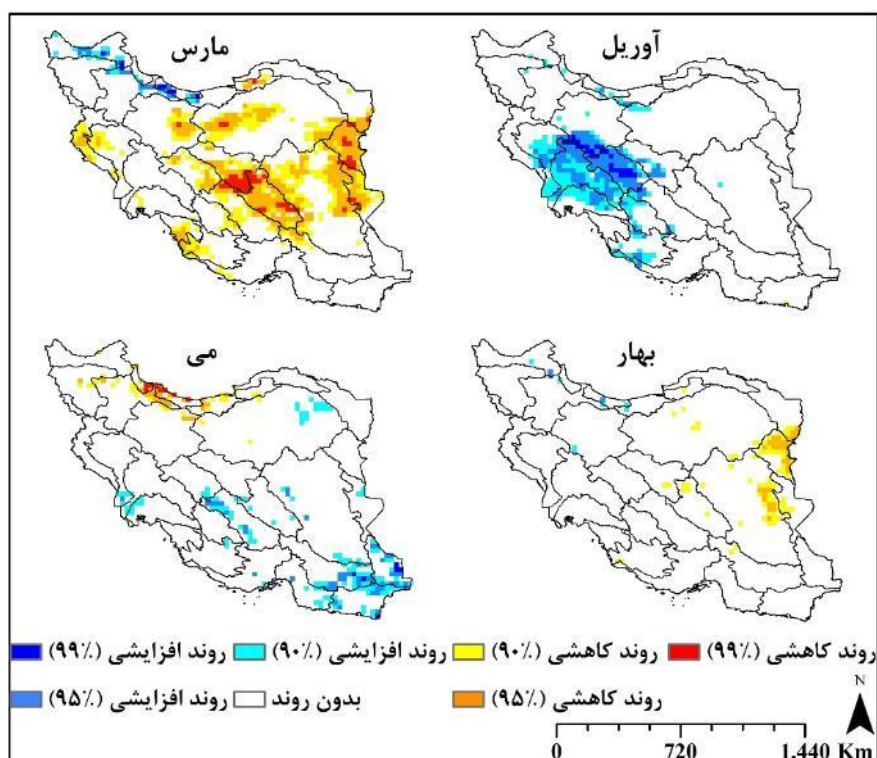 مارس
آوریل
می
بهار
روند کاهشی (۹۹٪)
روند کاهشی (۹۰٪)
روند افزایشی (۹۰٪)
روند افزایشی (۹۹٪)
روند کاهشی (۹۵٪)
بدون روند
روند افزایشی (۹۵٪)
N
0 720 1,440 Km